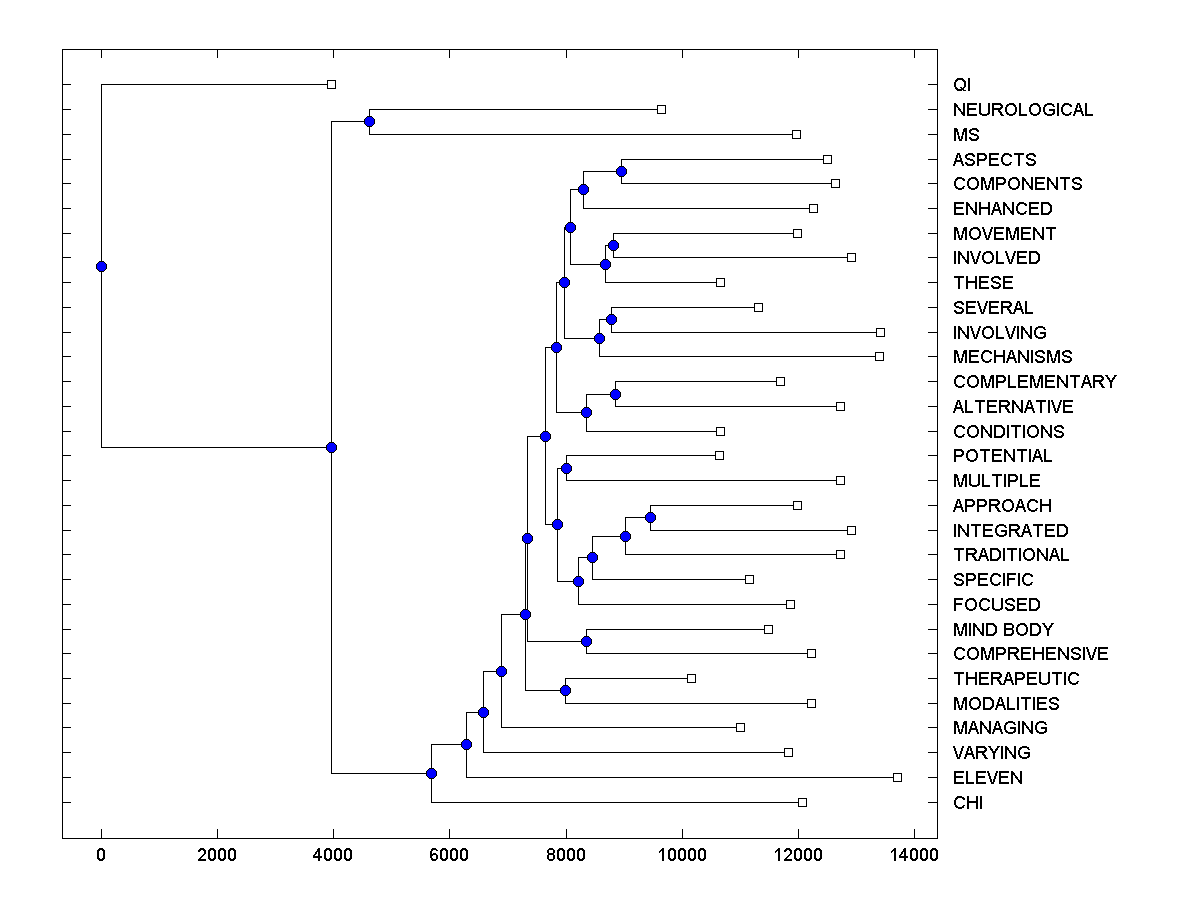 QI
NEUROLOGICAL
MS
ASPECTS
COMPONENTS
ENHANCED
MOVEMENT
INVOLVED
THESE
SEVERAL
INVOLVING
MECHANISMS
COMPLEMENTARY
ALTERNATIVE
CONDITIONS
POTENTIAL
MULTIPLE
APPROACH
INTEGRATED
TRADITIONAL
SPECIFIC
FOCUSED
MIND BODY
COMPREHENSIVE
THERAPEUTIC
MODALITIES
MANAGING
VARYING
ELEVEN
CHI
0 2000 4000 6000 8000 10000 12000 14000